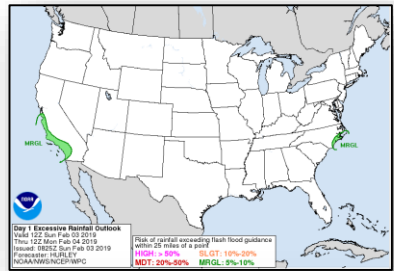 MRGL
MRGL
NOAA
Day 1 Excessive Rainfall Outlook
Valid 12Z Sun Feb 03 2019
Thru 12Z Mon Feb 04 2019
Issued: 0825Z Sun Feb 03 2019
Forecaster: HURLEY
NOAA/NWS/NCEP/WPC
Risk of rainfall exceeding flash flood guidance
within 25 miles of a point
HIGH: > 50% SLGT: 10%-20%
MDT: 20%-50% MRGL: 5%-10%